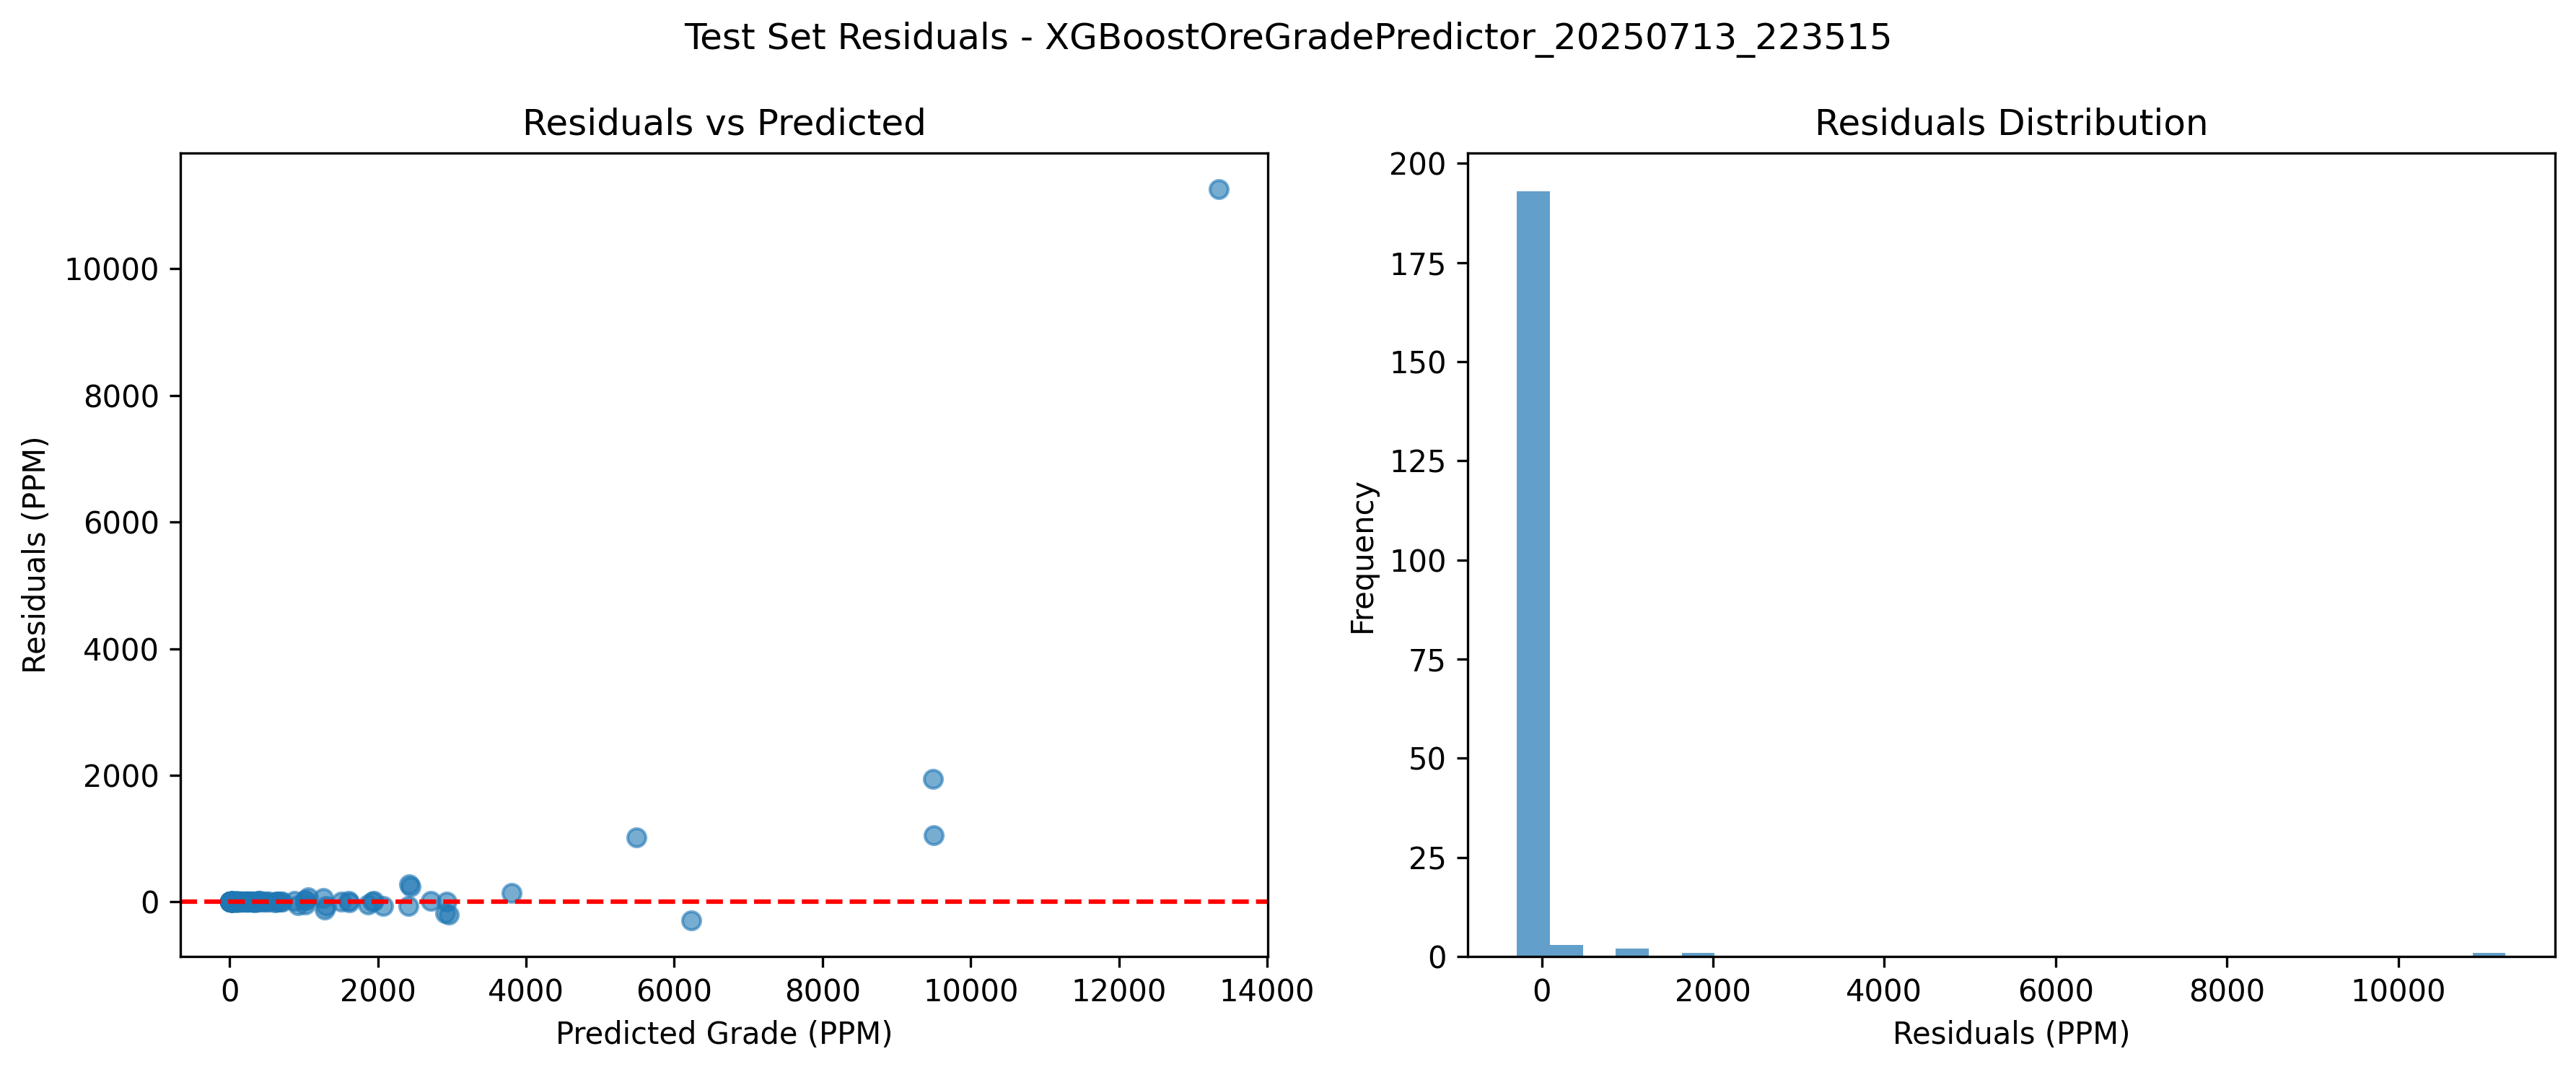 Test Set Residuals - XGBoostOreGradePredictor_20250713_223515
Residuals vs Predicted
Residuals (PPM)
10000
8000
6000
4000
2000
0
0 2000 4000 6000 8000 10000 12000 14000
Predicted Grade (PPM)
Residuals Distribution
Frequency
200
175
150
125
100
75
50
25
0
0 2000 4000 6000 8000 10000
Residuals (PPM)